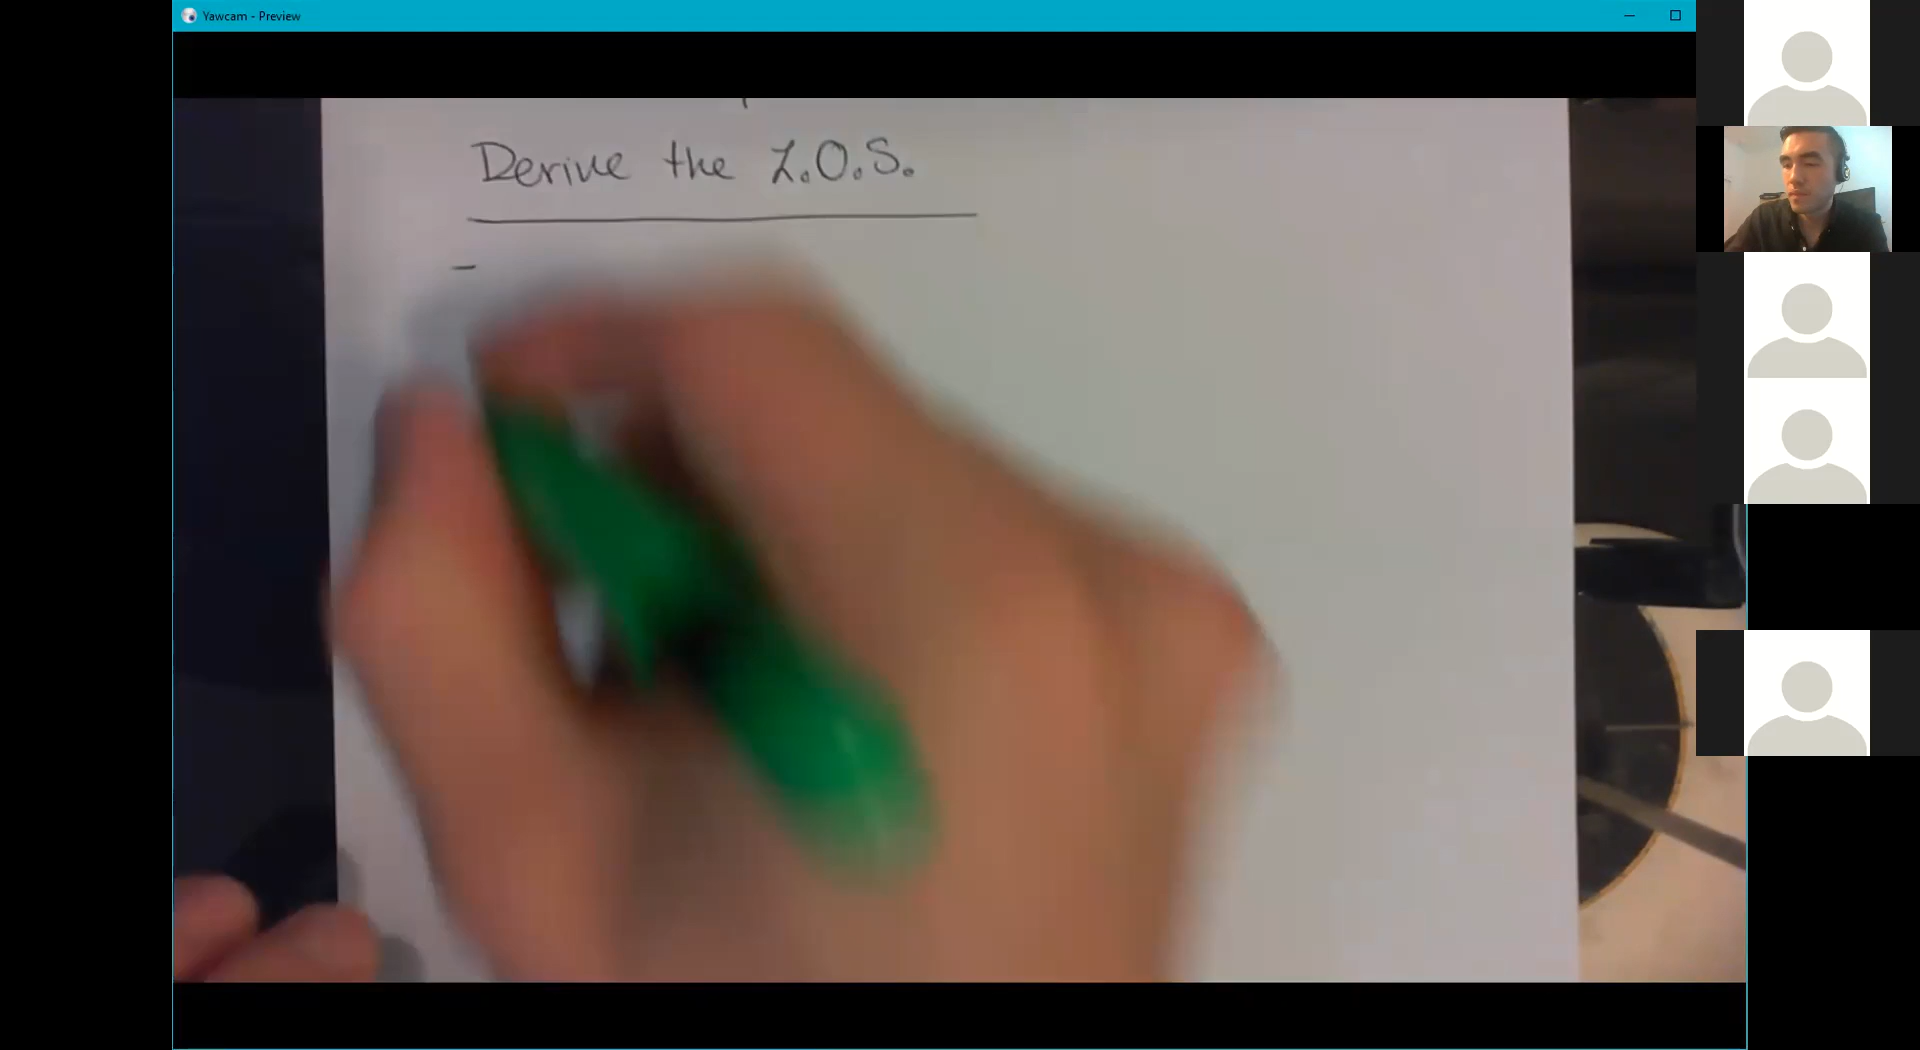 Yawcam - Preview
Derive the L.O.S.
-